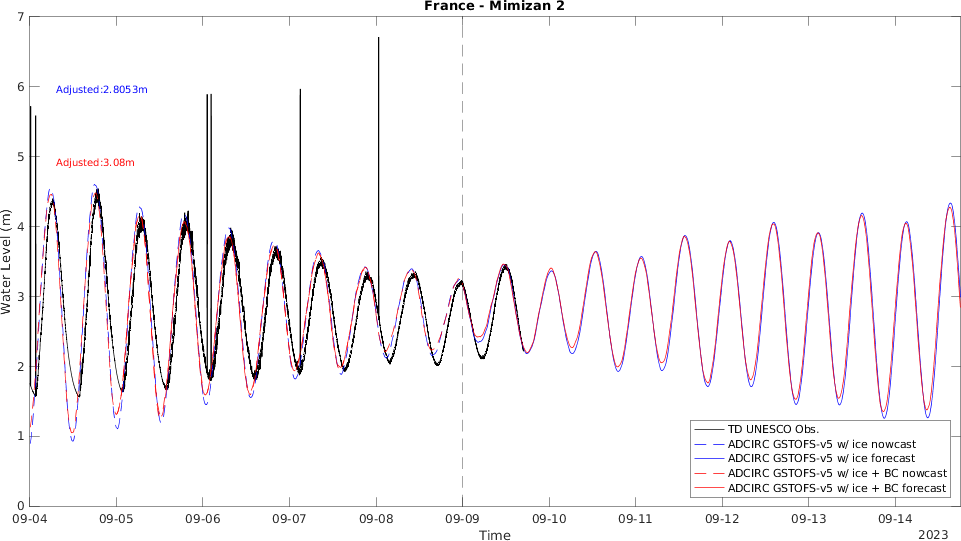 France - Mimizan 2
7
6
5
4
3
2
1
0
Water Level (m)
Adjusted:2.8053m
Adjusted:3.08m
TD UNESCO Obs.
ADCIRC GSTOFS-v5 w/ ice nowcast
ADCIRC GSTOFS-v5 w/ ice forecast
ADCIRC GSTOFS-v5 w/ ice + BC nowcast
ADCIRC GSTOFS-v5 w/ ice + BC forecast
09-04 09-05 09-06 09-07 09-08 09-09 09-10 09-11 09-12 09-13 09-14
Time
2023